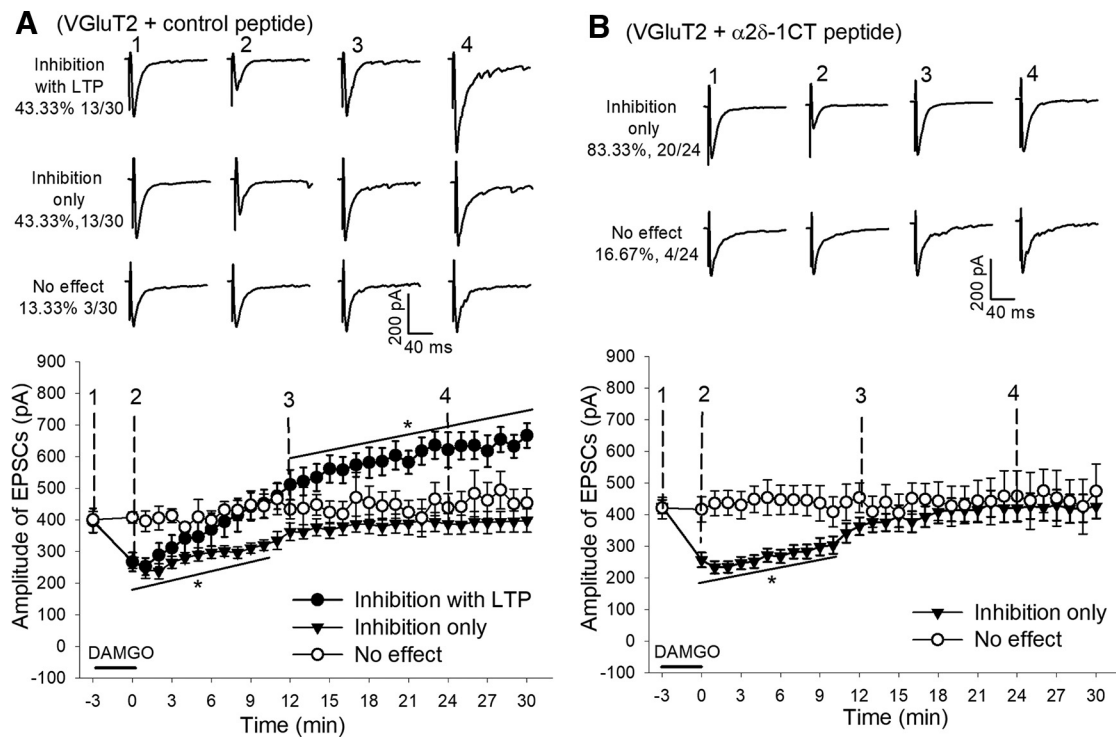 A (VGluT2 + control peptide)
1 2 3 4
Inhibition
with LTP
43.33% 13/30
Inhibition
only
43.33%,13/30
No effect
13.33% 3/30
200 pA
40 ms
Amplitude of EPSCs (pA)
900
800
700
600
500
400
300
200
100
0
-100
1 2 3 4
*
*
Inhibition with LTP
Inhibition only
No effect
DAMGO
-3 0 3 6 9 12 15 18 21 24 27 30
Time (min)
B (VGluT2 + α2δ-1CT peptide)
1 2 3 4
Inhibition
only
83.33%, 20/24
No effect
16.67%, 4/24
200 pA
40 ms
Amplitude of EPSCs (pA)
900
800
700
600
500
400
300
200
100
0
-100
1 2 3 4
*
Inhibition only
No effect
DAMGO
-3 0 3 6 9 12 15 18 21 24 27 30
Time (min)